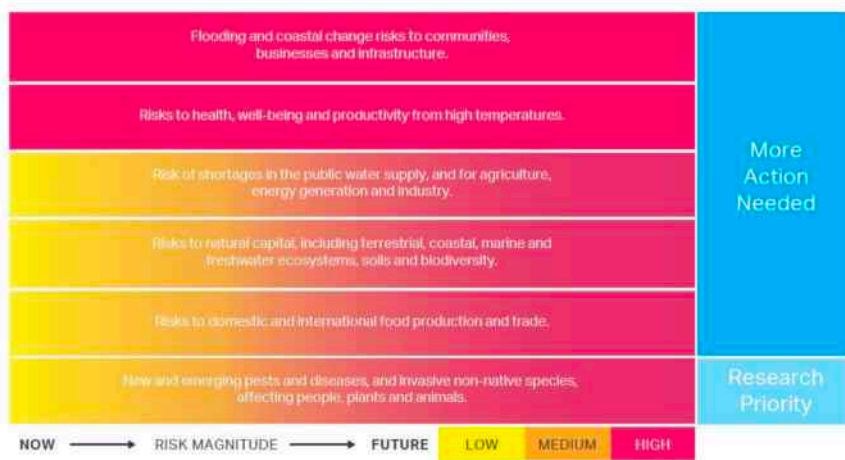 Flooding and coastal change risks to communities,
businesses and infrastructure.
Risks to health, well-being and productivity from high temperatures.
Risk of shortages in the public water supply, and for agriculture,
energy generation and industry.
Risks to natural capital, including terrestrial, coastal, marine and
freshwater ecosystems, soils and biodiversity.
Risks to domestic and international food production and trade.
New and emerging pests and diseases, and invasive non-native species,
affecting people, plants and animals.
More
Action
Needed
Research
Priority
NOW RISK MAGNITUDE FUTURE LOW MEDIUM HIGH